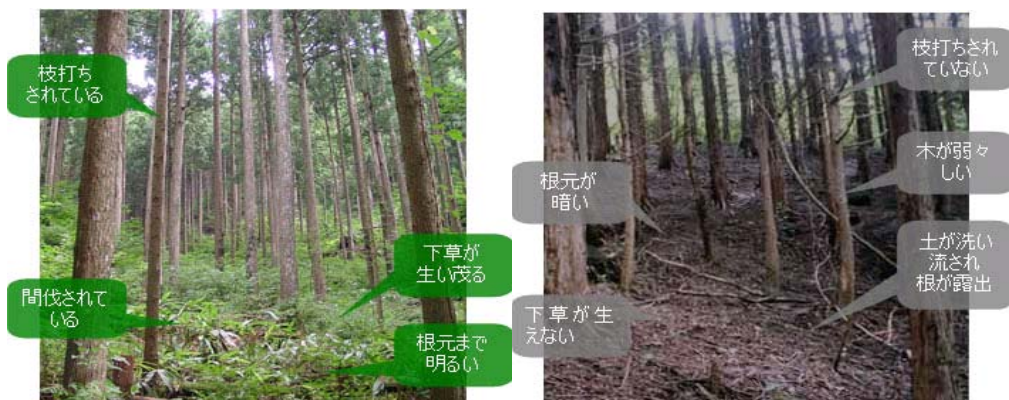 枝打ち
されている
下草が
生い茂る
間伐されて
いる
根元まで
明るい
枝打ちされ
ていない
木が弱々
しい
根元が
暗い
土が洗い
流され
根が露出
下草が生
えない